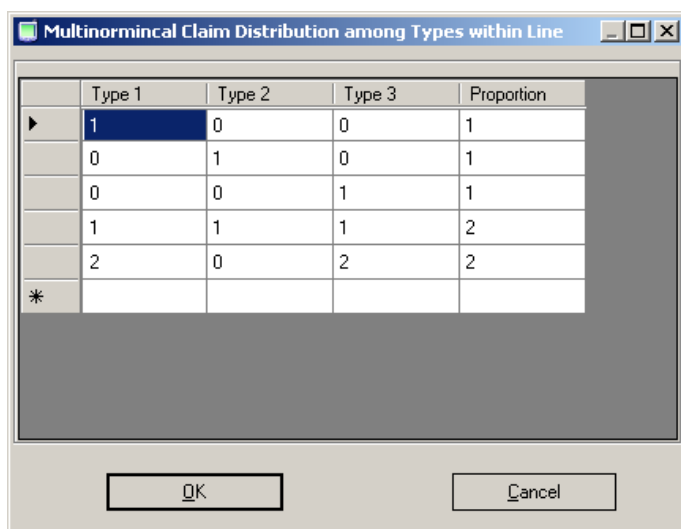 Multinormincal Claim Distribution among Types within Line
Type 1 Type 2 Type 3 Proportion
1 0 0 1
0 1 0 1
0 0 1 1
1 1 1 2
2 0 2 2
OK Cancel